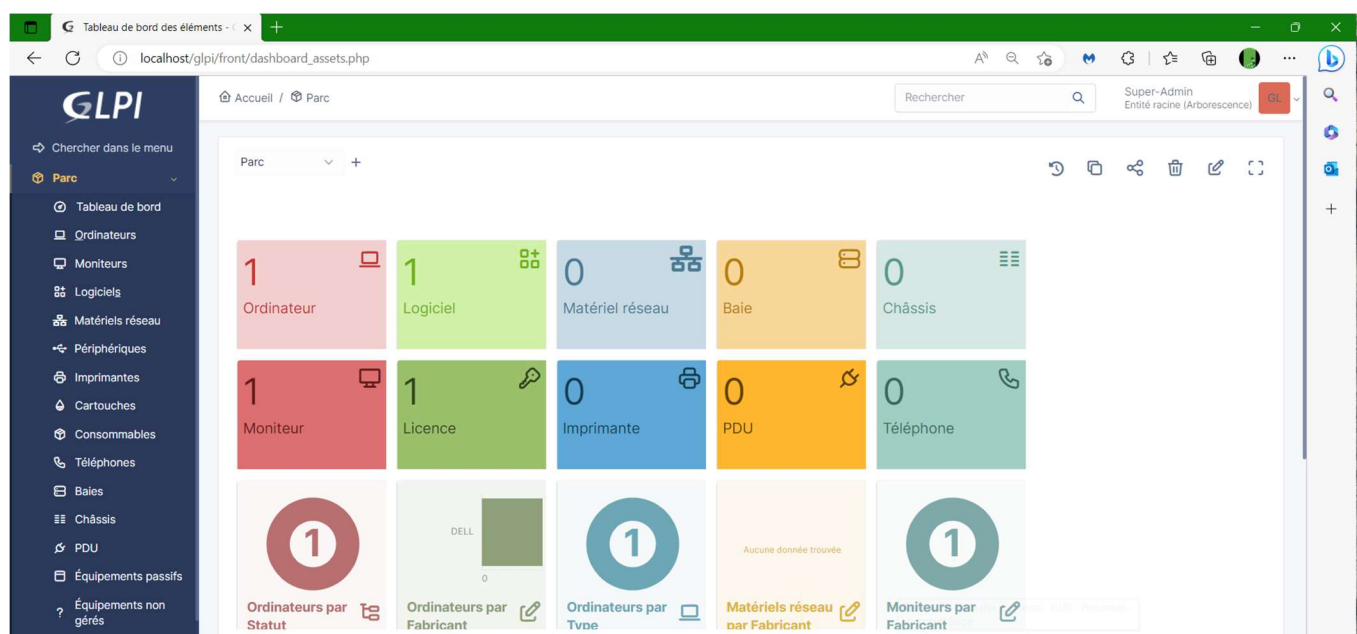 Tableau de bord des éléments - G
localhost/glpi/front/dashboard_assets.php
GLPI
Accueil / Parc
Rechercher
Super-Admin
Entité racine (Arborescence)
GL
Chercher dans le menu
Parc
Tableau de bord
Ordinateurs
Moniteurs
Logiciels
Matériels réseau
Périphériques
Imprimantes
Cartouches
Consommables
Téléphones
Baies
Châssis
PDU
Équipements passifs
Équipements non
gérés
Parc
1
Ordinateur
1
Logiciel
0
Matériel réseau
0
Baie
0
Châssis
1
Moniteur
1
Licence
0
Imprimante
0
PDU
0
Téléphone
1
Ordinateurs par
Statut
DELL
0
Ordinateurs par
Fabricant
1
Ordinateurs par
Type
Aucune donnée trouvée
Matériels réseau
par Fabricant
1
Moniteurs par
Fabricant